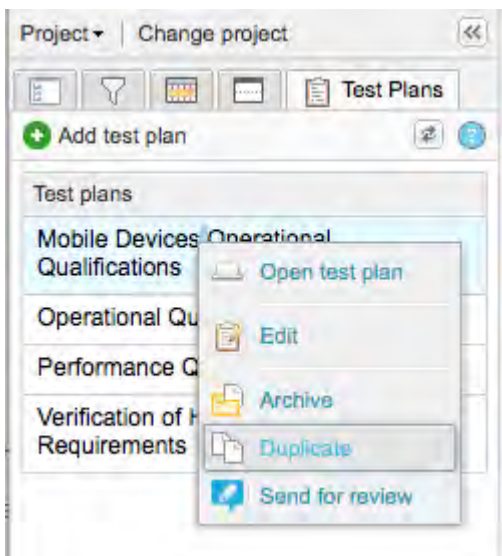 Project
Change project
Test Plans
Add test plan
Test plans
Mobile Devices Operational
Qualifications
Open test plan
Operational Qu
Edit
Performance Q
Archive
Verification of H
Requirements
Duplicate
Send for review